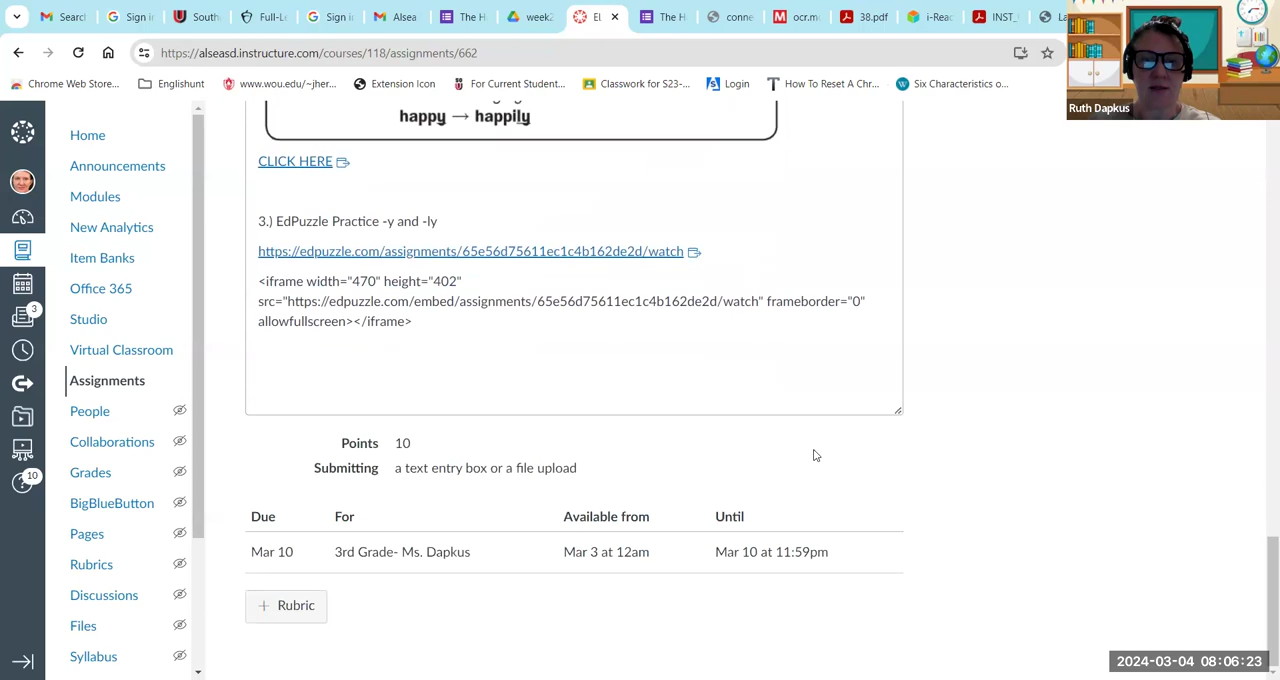 Search
Sign i
South
Full-L
Sign i
Alsea
The H
week
El
The H
conne
ocr.m
38.pdf
i-Reac
INST_
La
https://alseasd.instructure.com/courses/718/assignments/662
Chrome Web Store...
Englishunt
www.wou.edu/~jher...
Extension Icon
For Current Student...
Classwork for S23-...
Login
How To Reset A Chr...
Six Characteristics o...
Ruth Dapkus
happy → happily
CLICK HERE
3.) EdPuzzle Practice -y and -ly
https://edpuzzle.com/assignments/65e56d75611ec1c4b162de2d/watch
<iframe width="470" height="402"
src="https://edpuzzle.com/embed/assignments/65e56d75611ec1c4b162de2d/watch" frameborder="0"
allowfullscreen></iframe>
Home
Announcements
Modules
New Analytics
Item Banks
Office 365
Studio
Virtual Classroom
Assignments
People
Collaborations
Grades
BigBlueButton
Pages
Rubrics
Discussions
Files
Syllabus
3
10
Points 10
Submitting a text entry box or a file upload
Due For Available from Until
Mar 10 3rd Grade- Ms. Dapkus Mar 3 at 12am Mar 10 at 11:59pm
+ Rubric
2024-03-04 08:06:23